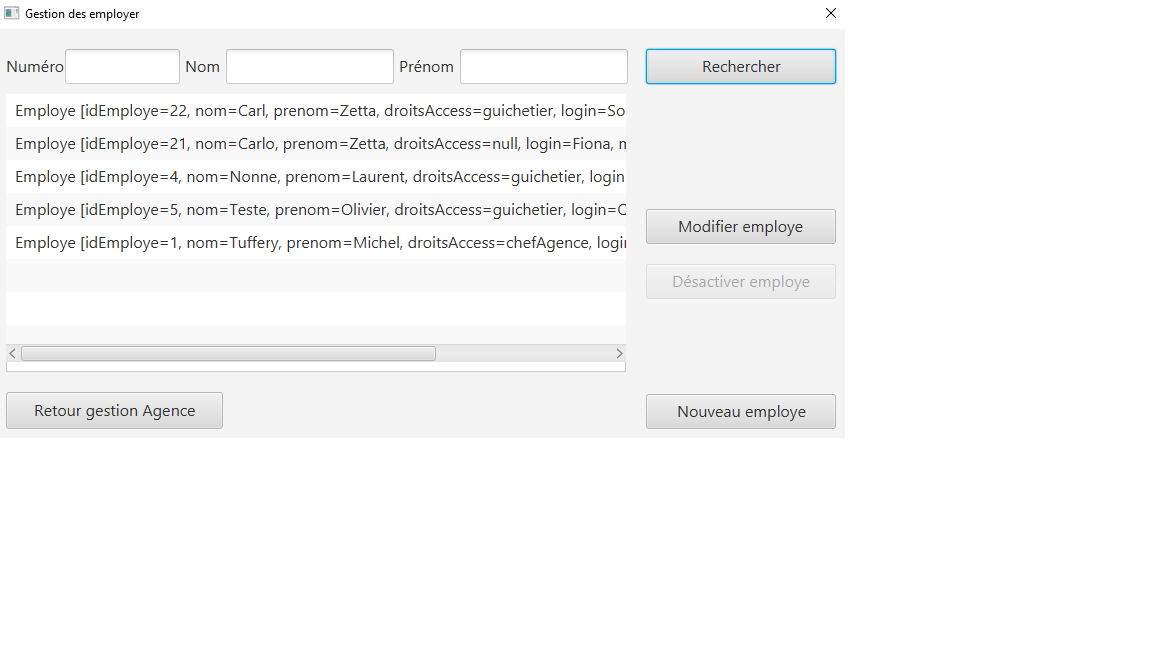 Gestion des employer
Numéro Nom Prénom Rechercher
Employe [idEmploye=22, nom=Carl, prenom=Zetta, droitsAccess=guichetier, login=So
Employe [idEmploye=21, nom=Carlo, prenom=Zetta, droitsAccess=null, login=Fiona,
Employe [idEmploye=4, nom=Nonne, prenom=Laurent, droitsAccess=guichetier, login
Employe [idEmploye=5, nom=Teste, prenom=Olivier, droitsAccess=guichetier, login=
Employe [idEmploye=1, nom=Tuffery, prenom=Michel, droitsAccess=chefAgence, logi
Modifier employe
Désactiver employe
Retour gestion Agence
Nouveau employe